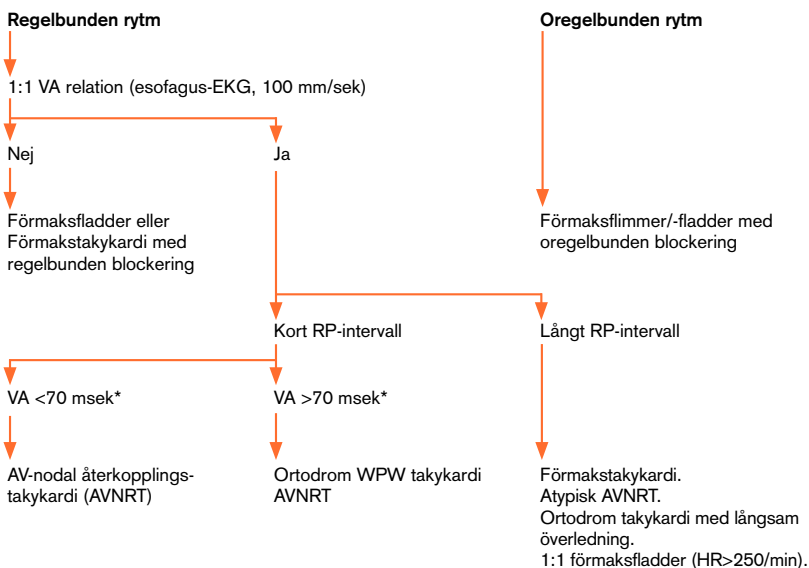 Regelbunden rytm
Oregelbunden rytm
1:1 VA relation (esofagus-EKG, 100 mm/sek)
Nej
Ja
Förmaksfladder eller
Förmakstakykardi med
regelbunden blockering
Förmaksflimmer/-fladder med
oregelbunden blockering
Kort RP-intervall
Långt RP-intervall
VA <70 msek*
VA >70 msek*
AV-nodal återkopplings-
takykardi (AVNRT)
Ortodrom WPW takykardi
AVNRT
Förmakstakykardi.
Atypisk AVNRT.
Ortodrom takykardi med långsam
överledning.
1:1 förmaksfladder (HR>250/min).